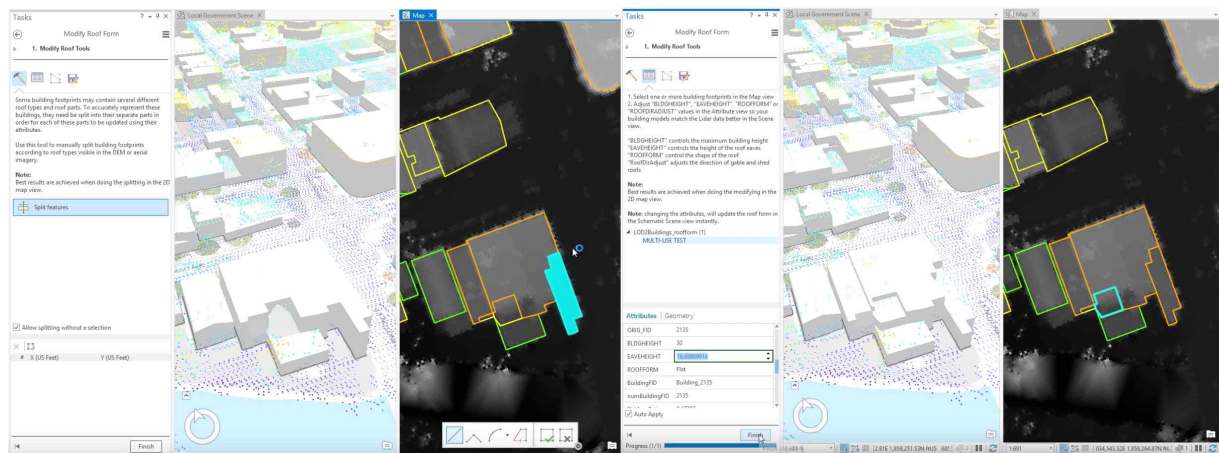 Tasks
Modify Roof Form
1. Modify Roof Tools
Some building footprints may contain several different
roof types and roof parts. To accurately represent these
buildings, they need be split into their separate parts in
order for each of these parts to be updated using their
attributes.
Use this tool to manually split building footprints
according to roof types visible in the DEM or aerial
imagery.
Note:
Best results are achieved when doing the splitting in the 2D
map view.
Split features
Allow splitting without a selection
# X (US Feet) Y (US Feet)
Finish
Local Government Scene
Map
Tasks
Modify Roof Form
1. Modify Roof Tools
1. Select one or more building footprints in the Map view
2. Adjust "BLDGHEIGHT", "EAVEHEIGHT", "ROOFFORM" or
"ROOFDIRADJUST" values in the Attribute view so your
building models match the Lidar data better in the Scene
view.
"BLDGHEIGHT" controls the maximum building height
"EAVEHEIGHT" controls the height of the roof eaves
"ROOFFORM" control the shape of the roof
"RoofDirAdjust" adjusts the direction of gable and shed
roofs
Note:
Best results are achieved when doing the modifying in the
2D map view.
Note: changing the attributes, will update the roof form in
the Schematic Scene view instantly.
LOD2Buildings_roofform (1)
MULTI-USE TEST
Attributes | Geometry
ORIG_FID 2135
BLDGHEIGHT 30
EAVEHEIGHT
ROOFFORM Flat
BuildingFID Building_2135
numBuildingFID 2135
Auto Apply
Finish
Progress (1/1)
Local Government Scene
Map
1:691